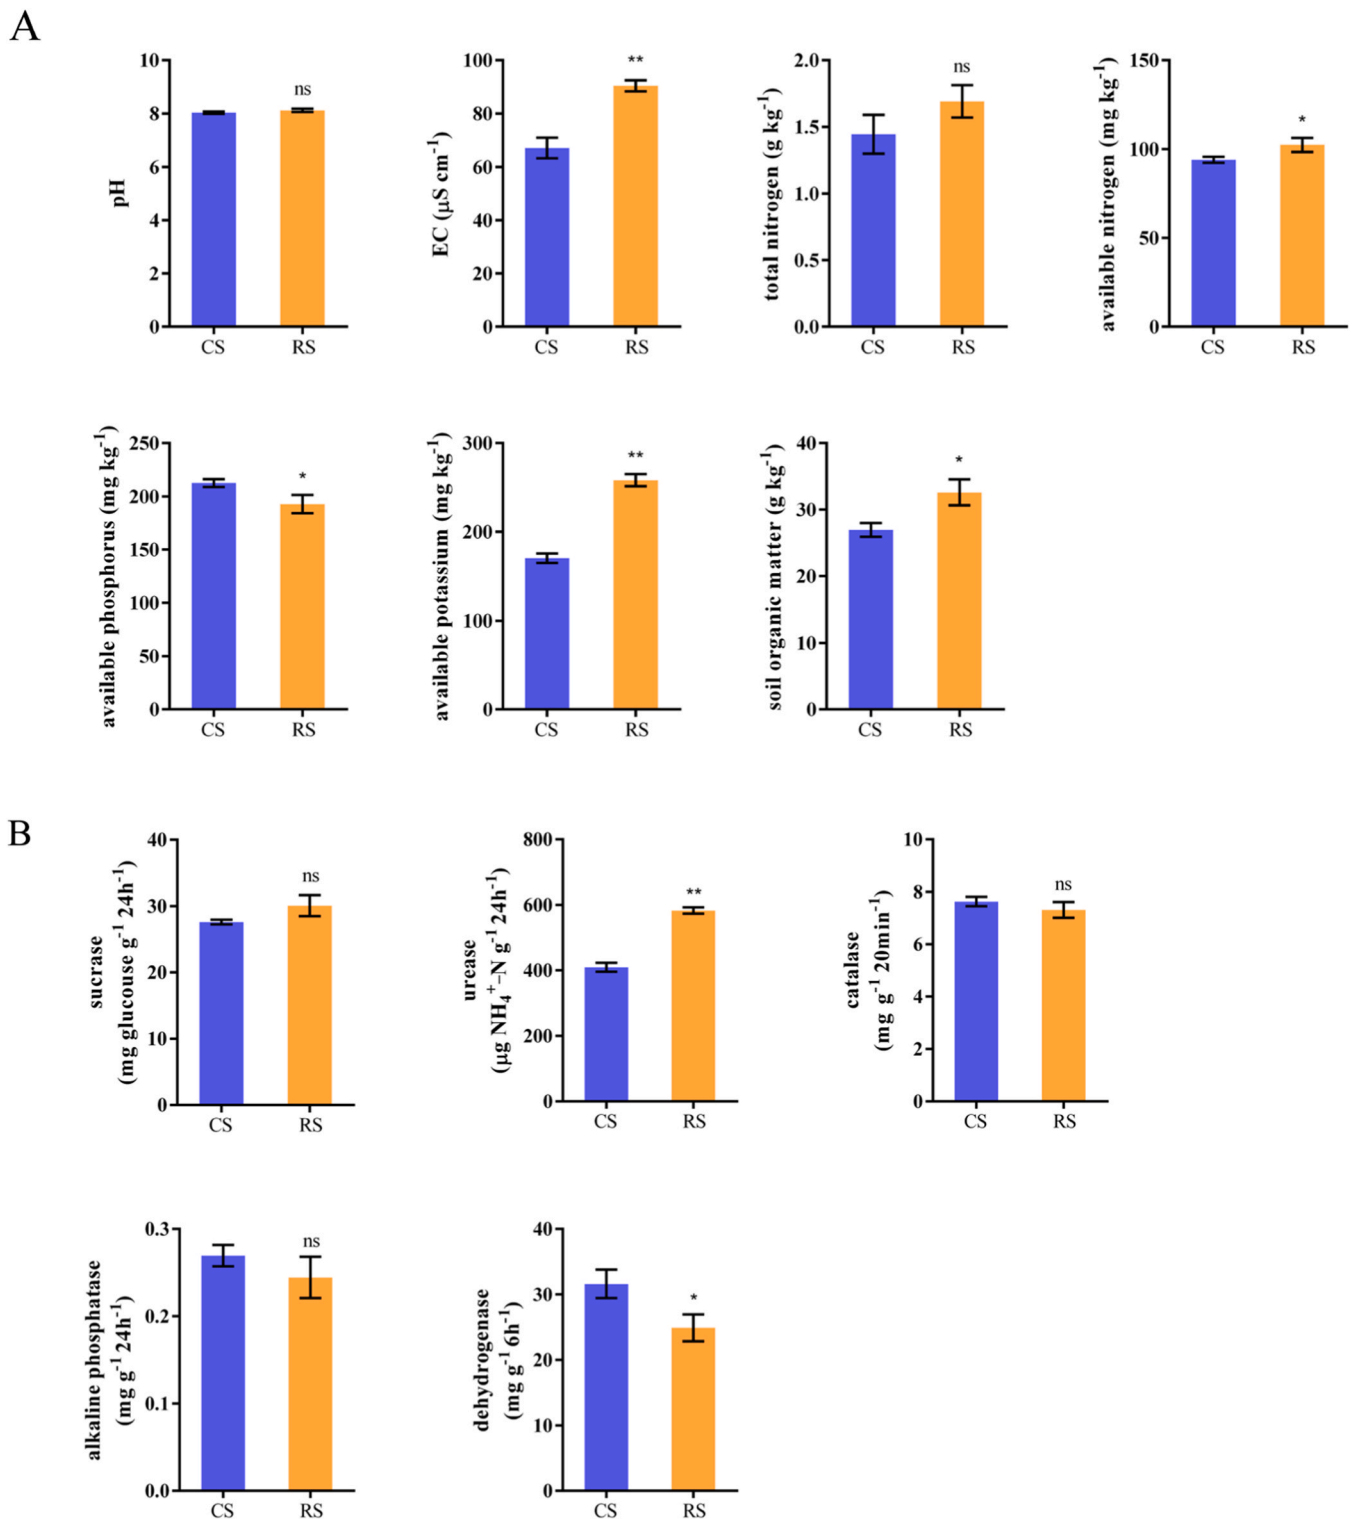 A
pH
10
8
6
4
2
0
ns
CS RS
EC (μS cm⁻¹)
100
80
60
40
20
0
**
CS RS
total nitrogen (g kg⁻¹)
2.0
1.5
1.0
0.5
0.0
ns
CS RS
available nitrogen (mg kg⁻¹)
150
100
50
0
*
CS RS
available phosphorus (mg kg⁻¹)
250
200
150
100
50
0
*
CS RS
available potassium (mg kg⁻¹)
300
200
100
0
**
CS RS
soil organic matter (g kg⁻¹)
40
30
20
10
0
*
CS RS
B
sucrase
(mg glucouse g⁻¹ 24h⁻¹)
40
30
20
10
0
ns
CS RS
urease
(μg NH₄⁺–N g⁻¹ 24h⁻¹)
800
600
400
200
0
**
CS RS
catalase
(mg g⁻¹ 20min⁻¹)
10
8
6
4
2
0
ns
CS RS
alkaline phosphatase
(mg g⁻¹ 24h⁻¹)
0.3
0.2
0.1
0.0
ns
CS RS
dehydrogenase
(mg g⁻¹ 6h⁻¹)
40
30
20
10
0
*
CS RS